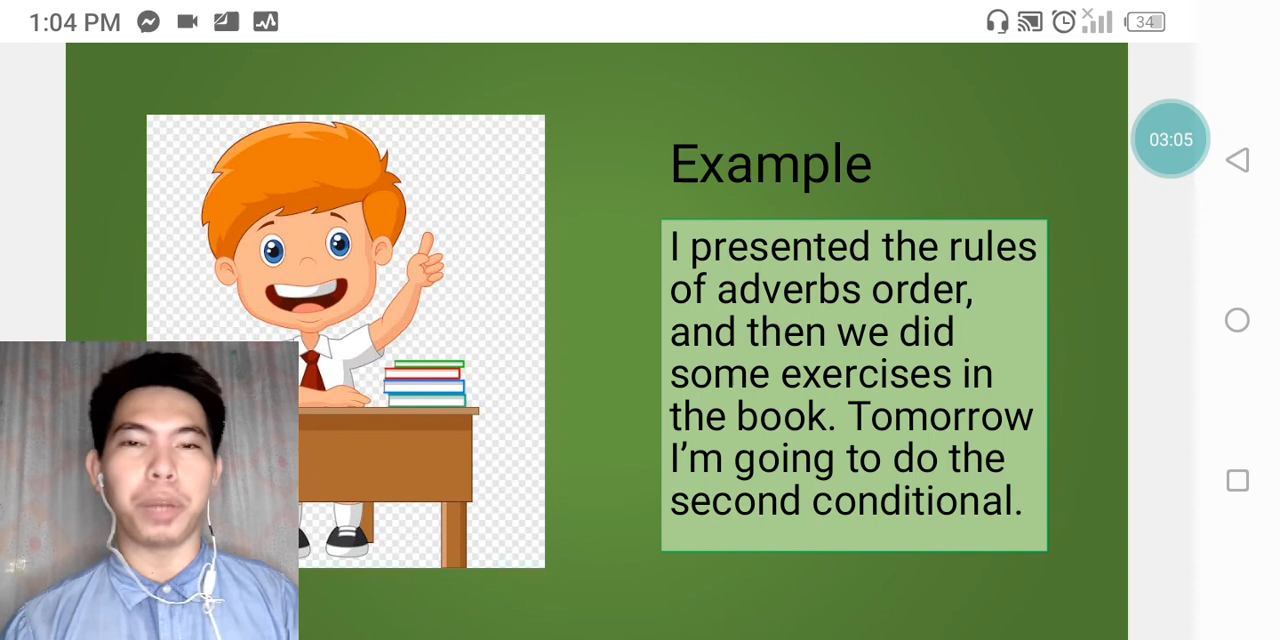 1:04 PM
34
03:05
Example
I presented the rules
of adverbs order,
and then we did
some exercises in
the book. Tomorrow
I’m going to do the
second conditional.